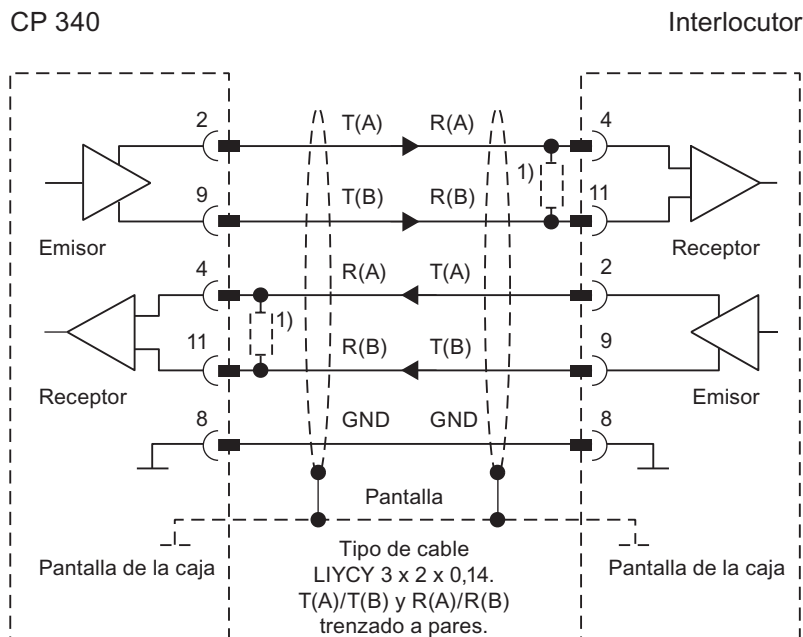 CP 340 Interlocutor
2 T(A) R(A) 4
1)
9 T(B) R(B) 11
Emisor Receptor
4 R(A) T(A) 2
1)
11 R(B) T(B) 9
Receptor Emisor
8 GND GND 8
Pantalla
Pantalla de la caja Pantalla de la caja
Tipo de cable
LIYCY 3 x 2 x 0,14.
T(A)/T(B) y R(A)/R(B)
trenzado a pares.